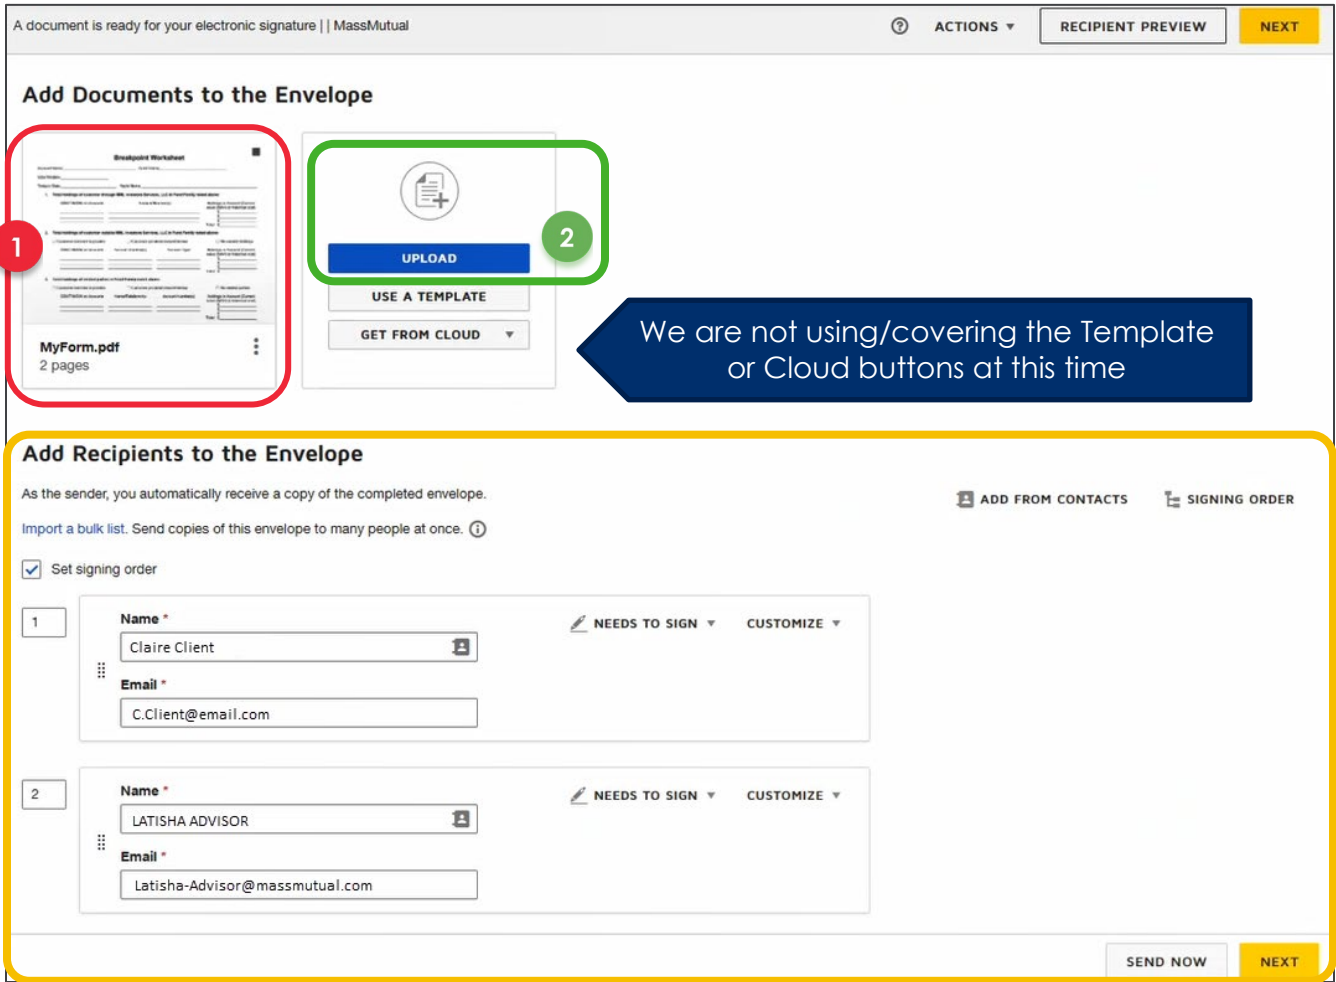 A document is ready for your electronic signature | | MassMutual
ACTIONS
RECIPIENT PREVIEW
NEXT
Add Documents to the Envelope
Breakpoint Worksheet
1
MyForm.pdf
2 pages
2
UPLOAD
USE A TEMPLATE
GET FROM CLOUD
We are not using/covering the Template
or Cloud buttons at this time
Add Recipients to the Envelope
As the sender, you automatically receive a copy of the completed envelope.
ADD FROM CONTACTS
SIGNING ORDER
Import a bulk list. Send copies of this envelope to many people at once.
Set signing order
1
Name *
NEEDS TO SIGN
CUSTOMIZE
Claire Client
Email *
C.Client@email.com
2
Name *
NEEDS TO SIGN
CUSTOMIZE
LATISHA ADVISOR
Email *
Latisha-Advisor@massmutual.com
SEND NOW
NEXT